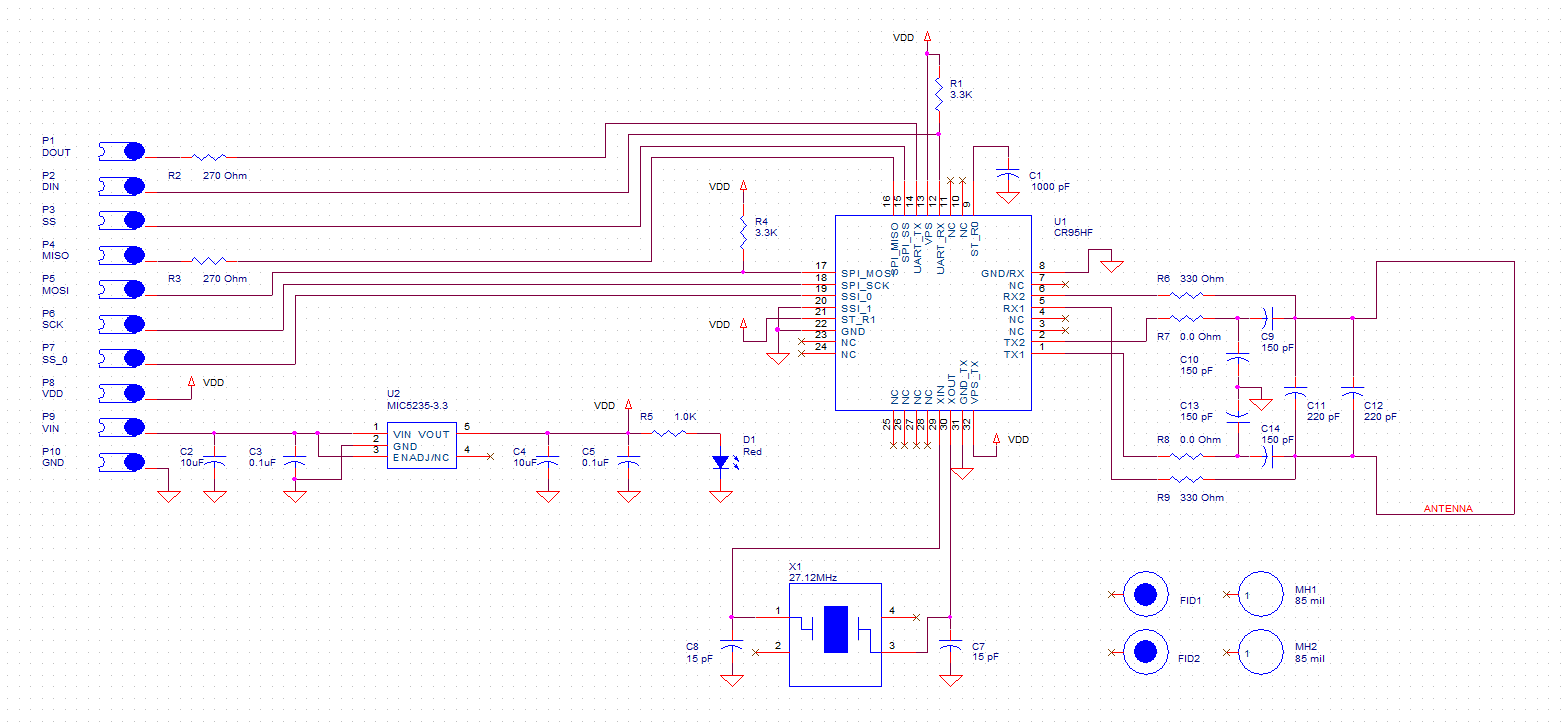 VDD
R1
3.3K
P1
DOUT
R2 270 Ohm
P2
DIN
P3
SS
P4
MISO
R3 270 Ohm
P5
MOSI
P6
SCK
P7
SS_0
P8
VDD
VDD
P9
VIN
P10
GND
VDD
R4
3.3K
VDD
C1
1000 pF
U1
CR95HF
16
15
14
13
12
11
10
9
SPI_MISO
SPI_SS
UART_TX
VPS
UART_RX
NC
NC
ST_R0
17 SPI_MOSI
18 SPI_SCK
19 SSI_0
20 SSI_1
21 ST_R1
22 GND
23 NC
24 NC
GND/RX 8
NC 7
RX2 6
RX1 5
NC 4
NC 3
TX2 2
TX1 1
NC
NC
NC
NC
XIN
XOUT
GND_TX
VPS_TX
25
26
27
28
29
30
31
32
VDD
U2
MIC5235-3.3
1 VIN VOUT 5
2 GND
3 ENADJ/NC 4
C2
10uF
C3
0.1uF
C4
10uF
C5
0.1uF
VDD
R5 1.0K
D1
Red
R6 330 Ohm
R7 0.0 Ohm
C9
150 pF
C10
150 pF
C13
150 pF
C11
220 pF
C12
220 pF
C14
150 pF
R8 0.0 Ohm
R9 330 Ohm
ANTENNA
X1
27.12MHz
1
2
4
3
C8
15 pF
C7
15 pF
FID1
1
MH1
85 mil
FID2
1
MH2
85 mil